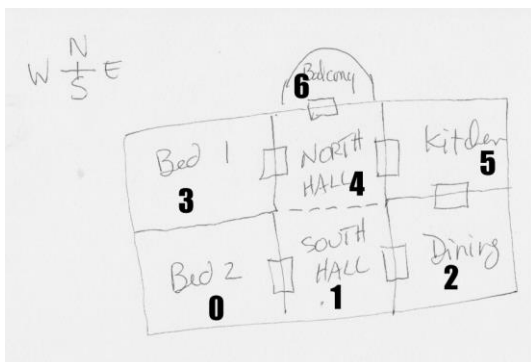 N
W E
S
Balcony
6
Bed 1
NORTH
HALL 4
Kitchen
3
5
SOUTH
HALL
Bed 2
Dining
0
.1
2